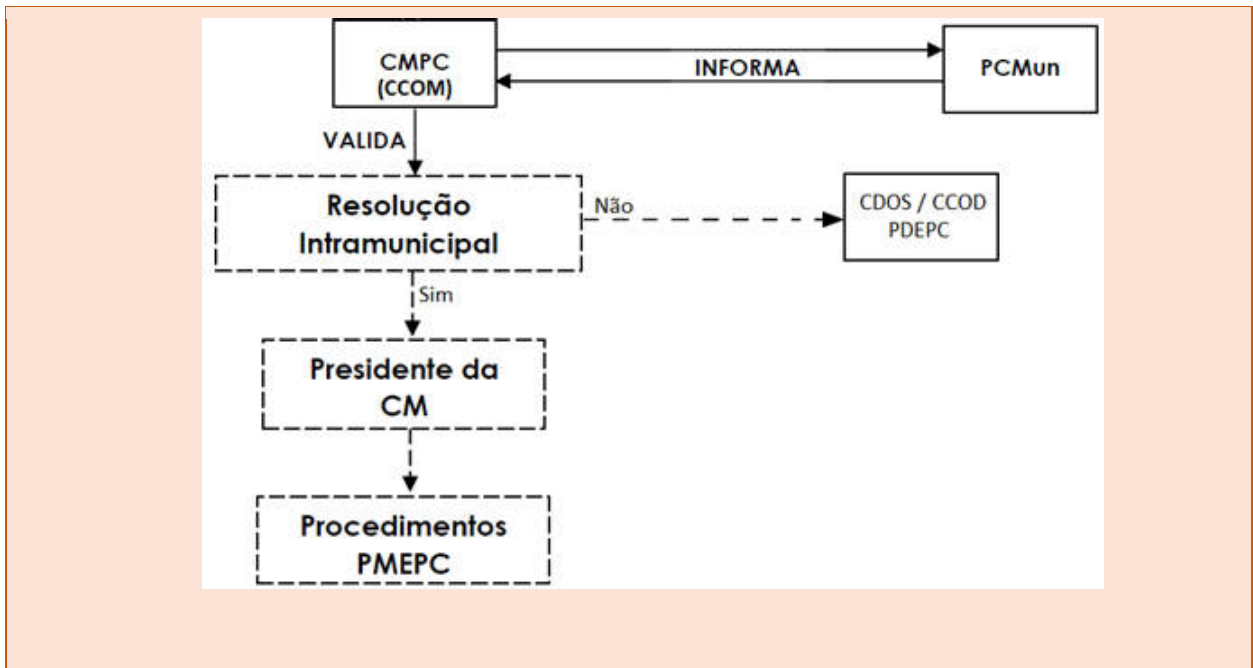 CMPC
(CCOM)
INFORMA
PCMun
VALIDA
Resolução
Intramunicipal
Não
CDOS / CCOD
PDEPC
Sim
Presidente da
CM
Procedimentos
PMEPC